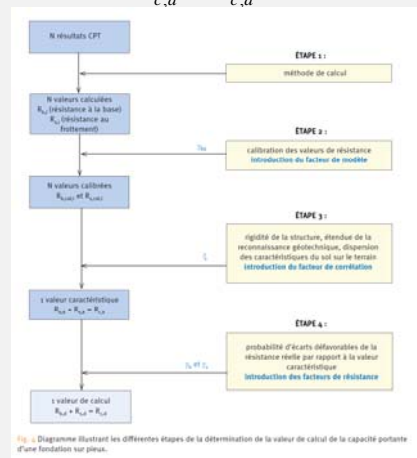 c,d c,d
N résultats CPT
ÉTAPE 1 :
méthode de calcul
N valeurs calculées
(résistance à la base)
(résistance au
frottement)
ÉTAPE 2 :
calibration des valeurs de résistance
introduction du facteur de modèle
N valeurs calibrées
et
ÉTAPE 3 :
rigidité de la structure, étendue de la
reconnaissance géotechnique, dispersion
des caractéristiques du sol sur le terrain
introduction du facteur de corrélation
ξ
1 valeur caractéristique
ÉTAPE 4 :
probabilité d'écarts défavorables de la
résistance réelle par rapport à la valeur
caractéristique
introduction des facteurs de résistance
et
1 valeur de calcul
Fig. 4 Diagramme illustrant les différentes étapes de la détermination de la valeur de calcul de la capacité portante
d'une fondation sur pieux.